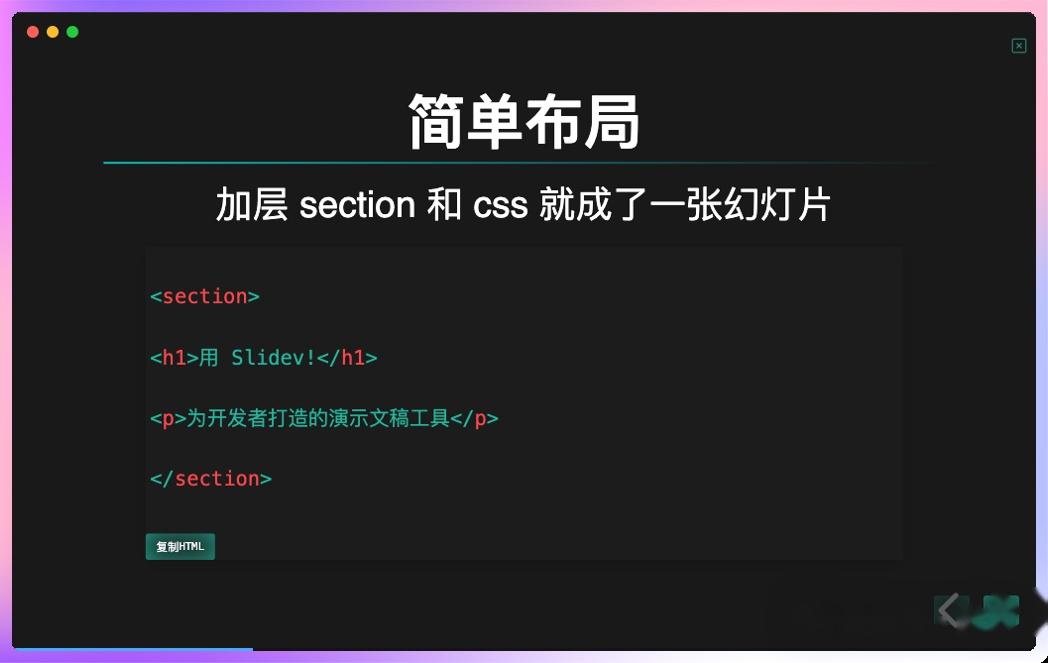 简单布局
加层 section 和 css 就成了一张幻灯片
<section>
<h1>用 Slidev!</h1>
<p>为开发者打造的演示文稿工具</p>
</section>
复制HTML